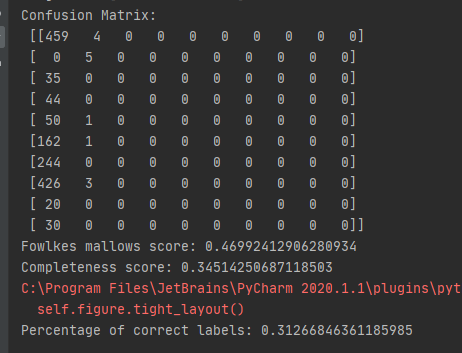 Confusion Matrix:
[[459 4 0 0 0 0 0 0 0 0]
[ 0 5 0 0 0 0 0 0 0 0]
[ 35 0 0 0 0 0 0 0 0 0]
[ 44 0 0 0 0 0 0 0 0 0]
[ 50 1 0 0 0 0 0 0 0 0]
[162 1 0 0 0 0 0 0 0 0]
[244 0 0 0 0 0 0 0 0 0]
[426 3 0 0 0 0 0 0 0 0]
[ 20 0 0 0 0 0 0 0 0 0]
[ 30 0 0 0 0 0 0 0 0 0]]
Fowlkes mallows score: 0.46992412906280934
Completeness score: 0.34514250687118503
C:\Program Files\JetBrains\PyCharm 2020.1.1\plugins\pyt
self.figure.tight_layout()
Percentage of correct labels: 0.31266846361185985